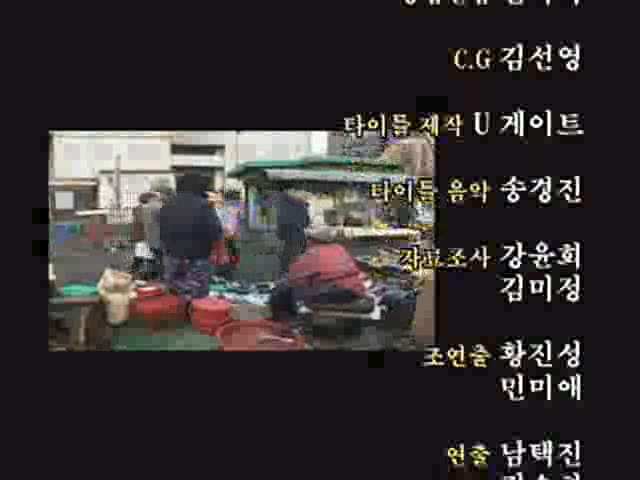 C.G 김선영
타이틀 제작 U 게이트
타이틀 음악 송경진
자료조사 강윤희
김미정
조연출 황진성
민미애
연출 남택진